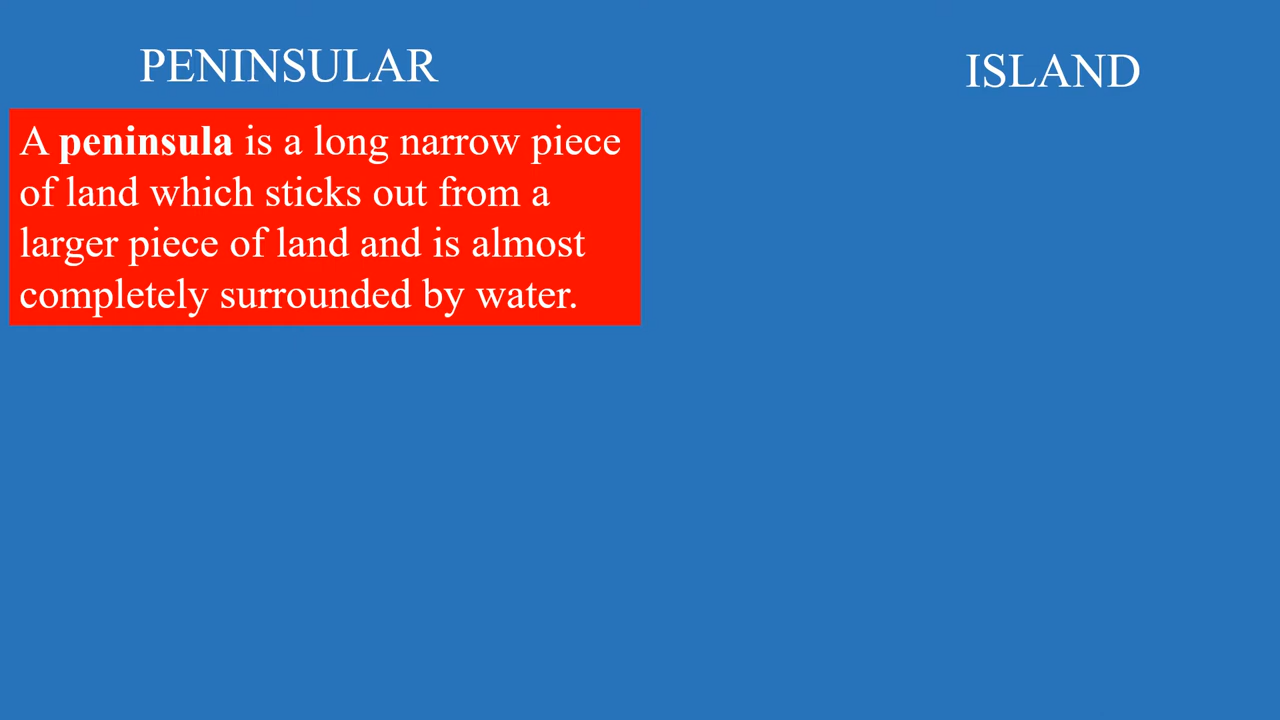 PENINSULAR
ISLAND
A peninsula is a long narrow piece
of land which sticks out from a
larger piece of land and is almost
completely surrounded by water.